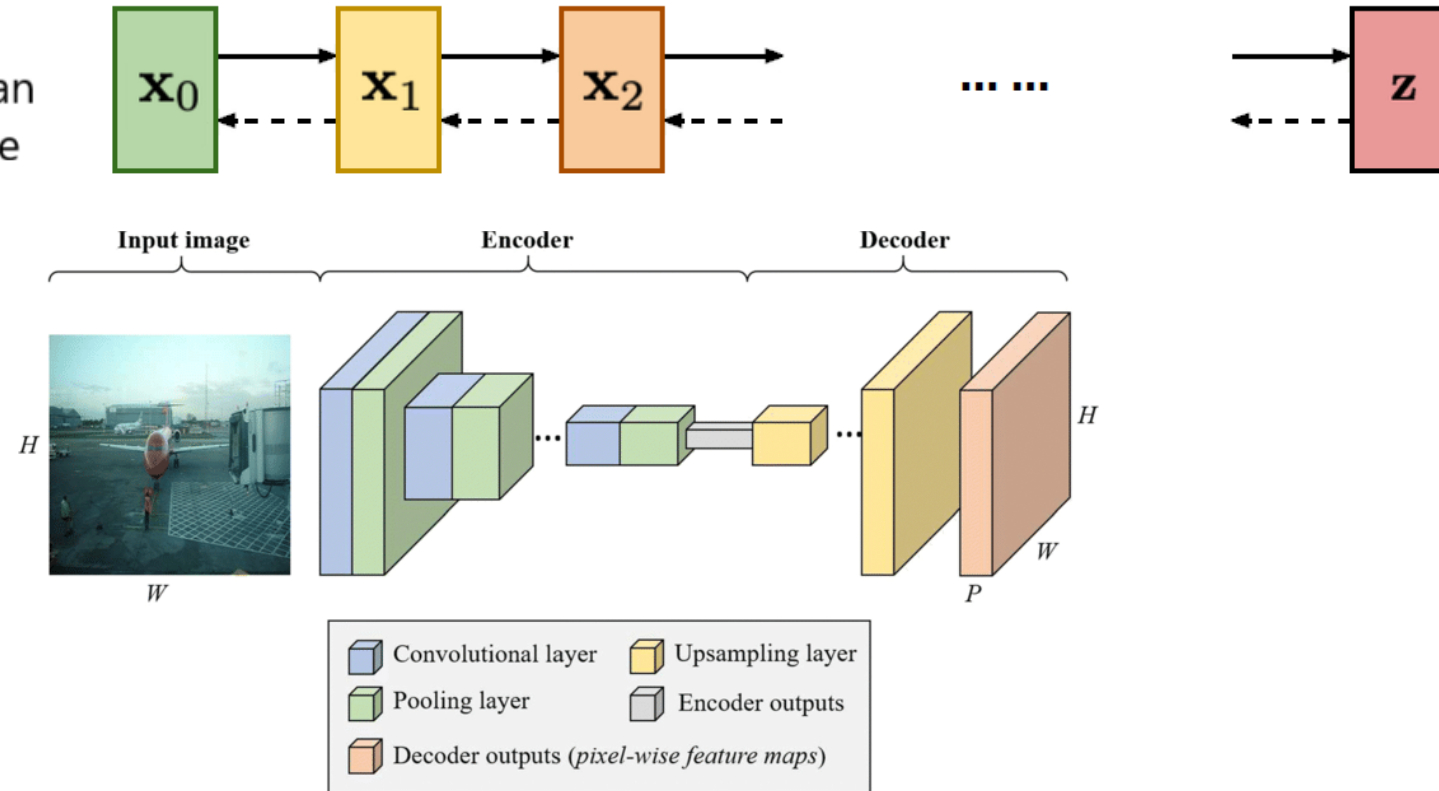 an
e
x0
x1
x2
... ...
z
Input image
Encoder
Decoder
H
W
...
...
H
W
P
Convolutional layer
Upsampling layer
Pooling layer
Encoder outputs
Decoder outputs (pixel-wise feature maps)